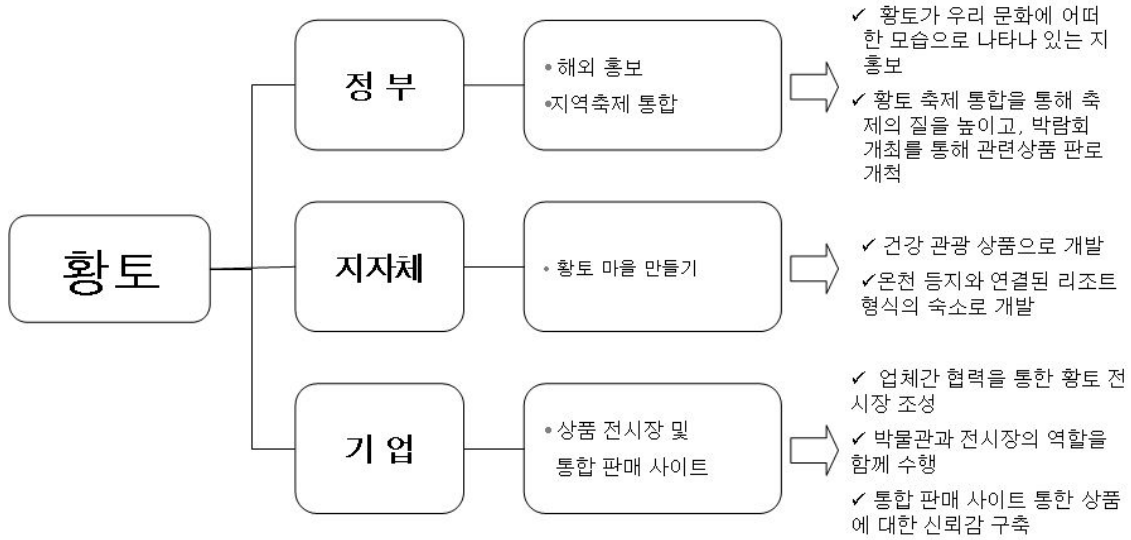 황토
정 부
• 해외 홍보
•지역축제 통합
✓ 황토가 우리 문화에 어떠
한 모습으로 나타나 있는 지
홍보
✓ 황토 축제 통합을 통해 축
제의 질을 높이고, 박람회
개최를 통해 관련상품 판로
개척
지자체
• 황토 마을 만들기
✓ 건강 관광 상품으로 개발
✓온천 등지와 연결된 리조트
형식의 숙소로 개발
기 업
• 상품 전시장 및
통합 판매 사이트
✓ 업체간 협력을 통한 황토 전
시장 조성
✓ 박물관과 전시장의 역할을
함께 수행
✓ 통합 판매 사이트 통한 상품
에 대한 신뢰감 구축